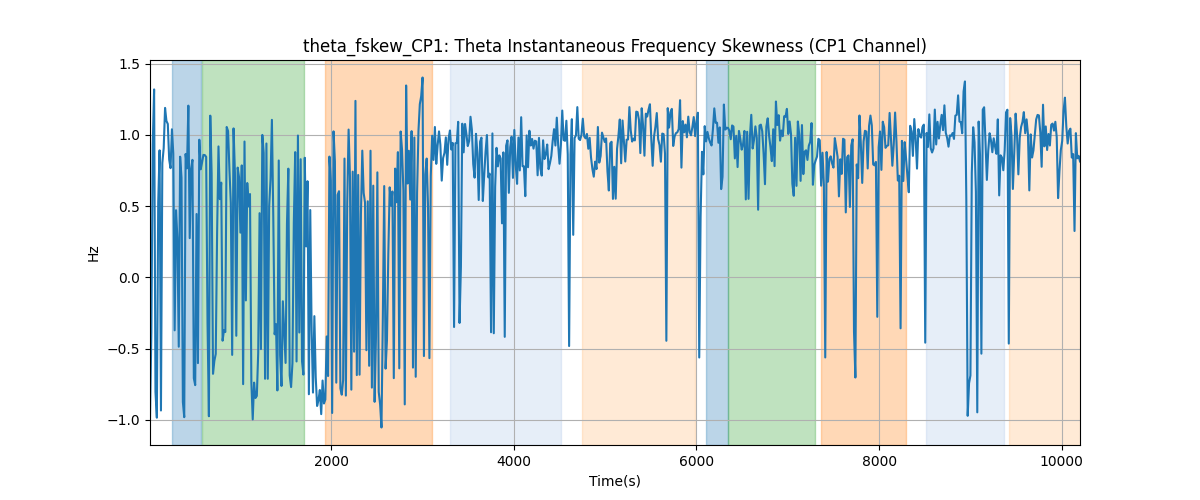 theta_fskew_CP1: Theta Instantaneous Frequency Skewness (CP1 Channel)
1.5
1.0
0.5
0.0
−0.5
−1.0
Hz
2000 4000 6000 8000 10000
Time(s)